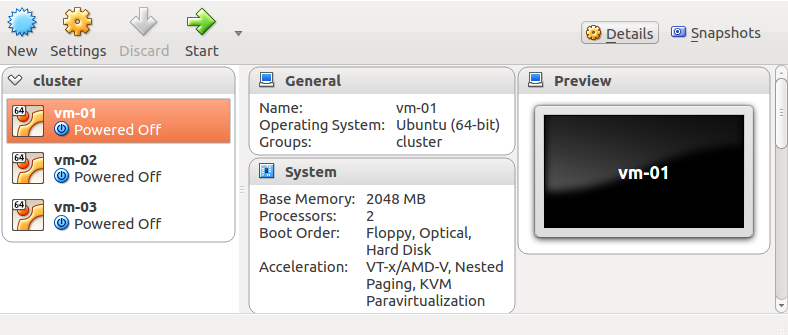 New Settings Discard Start Details Snapshots
cluster
64 vm-01
Powered Off
64 vm-02
Powered Off
64 vm-03
Powered Off
General
Name: vm-01
Operating System: Ubuntu (64-bit)
Groups: cluster
System
Base Memory: 2048 MB
Processors: 2
Boot Order: Floppy, Optical,
Hard Disk
Acceleration: VT-x/AMD-V, Nested
Paging, KVM
Paravirtualization
Preview
vm-01